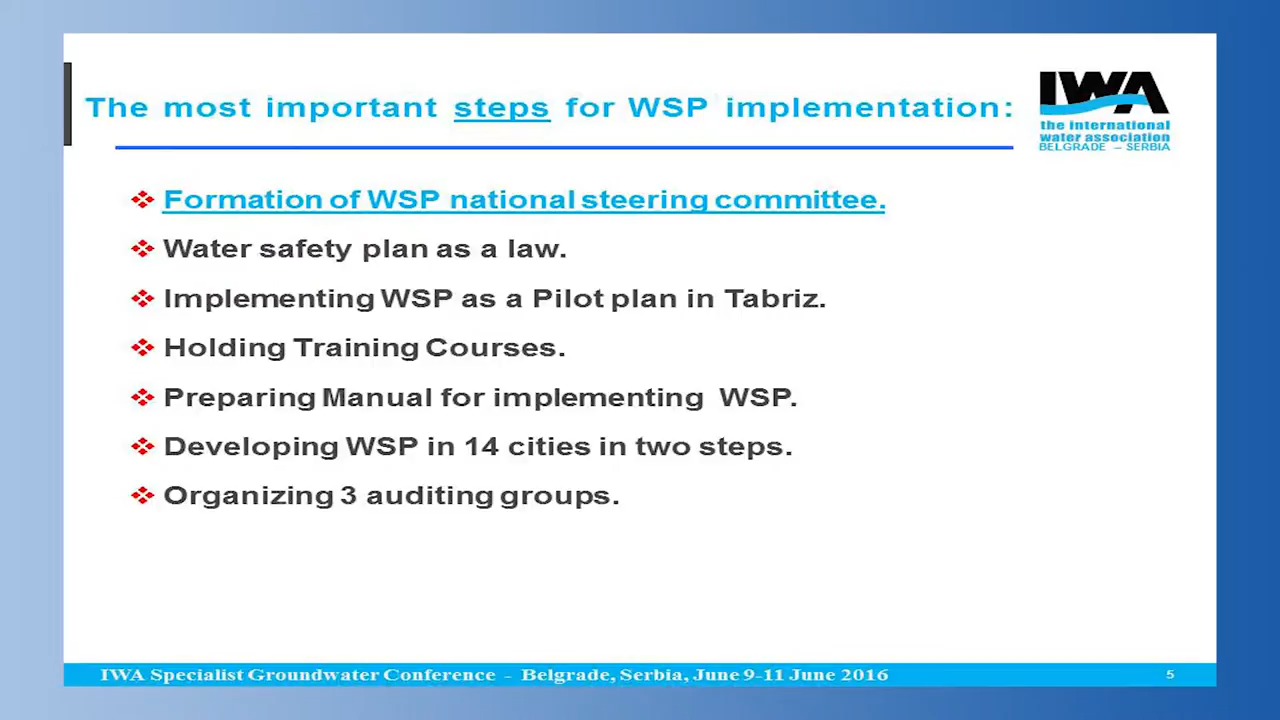 The most important steps for WSP implementation:
IWA
the international
water association
BELGRADE – SERBIA
Formation of WSP national steering committee.
Water safety plan as a law.
Implementing WSP as a Pilot plan in Tabriz.
Holding Training Courses.
Preparing Manual for implementing WSP.
Developing WSP in 14 cities in two steps.
Organizing 3 auditing groups.
IWA Specialist Groundwater Conference - Belgrade, Serbia, June 9-11 June 2016
5